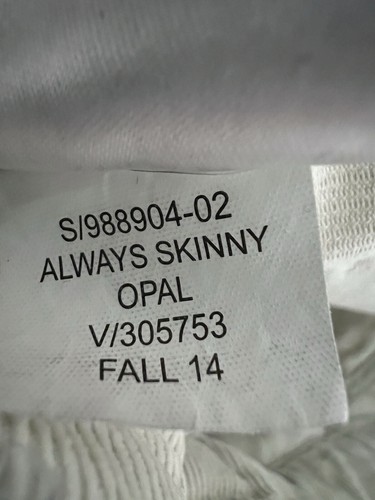 S/988904-02
ALWAYS SKINNY
OPAL
V/305753
FALL 14